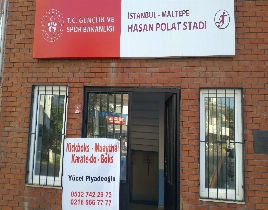 T.C. GENÇLİK VE
SPOR BAKANLIĞI
İSTANBUL - MALTEPE
HASAN POLAT STADI
Kickboks - Muaythai
Karate-do - Boks
Yücel Piyadeoğlu
0532 742 28 75
0216 566 77 77